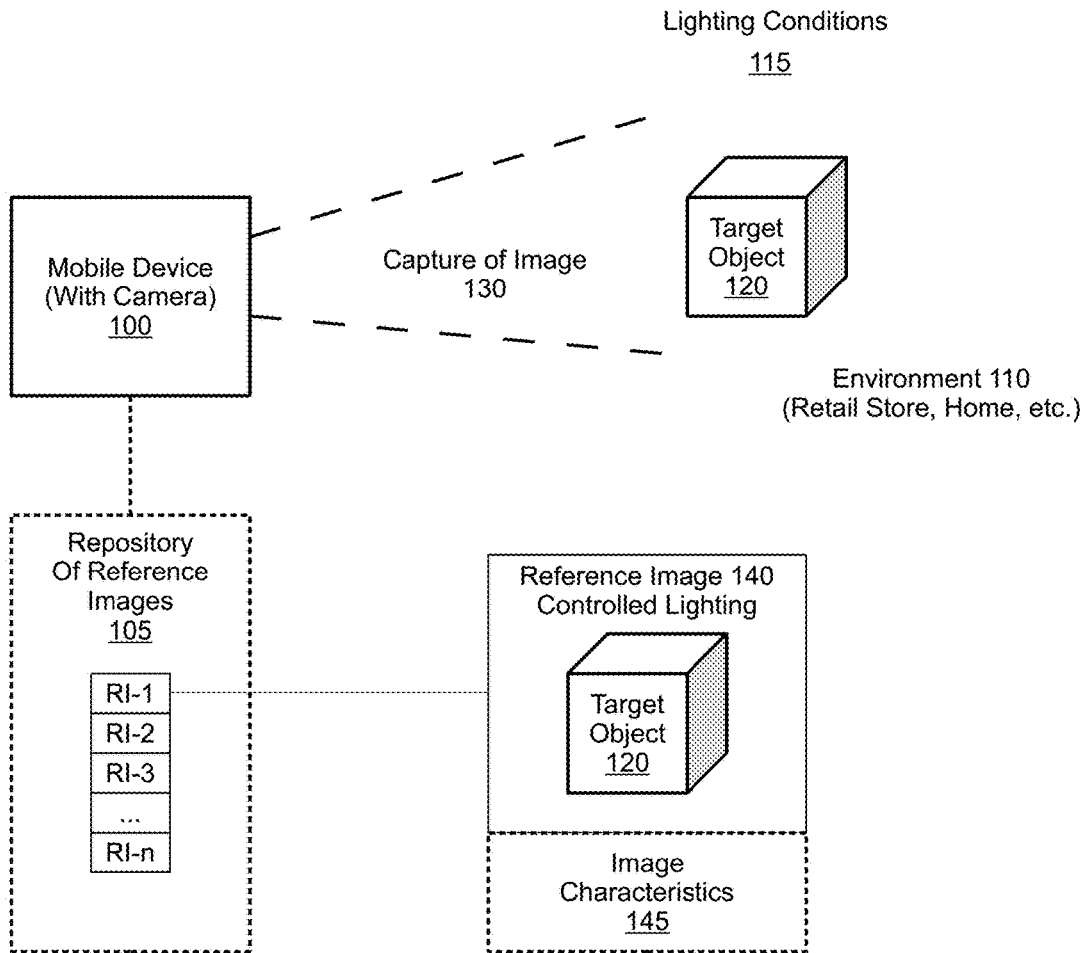 Lighting Conditions
115
Mobile Device
(With Camera)
100
Capture of Image
130
Target
Object
120
Environment 110
(Retail Store, Home, etc.)
Repository
Of Reference
Images
105
RI-1
RI-2
RI-3
...
RI-n
Reference Image 140
Controlled Lighting
Target
Object
120
Image
Characteristics
145